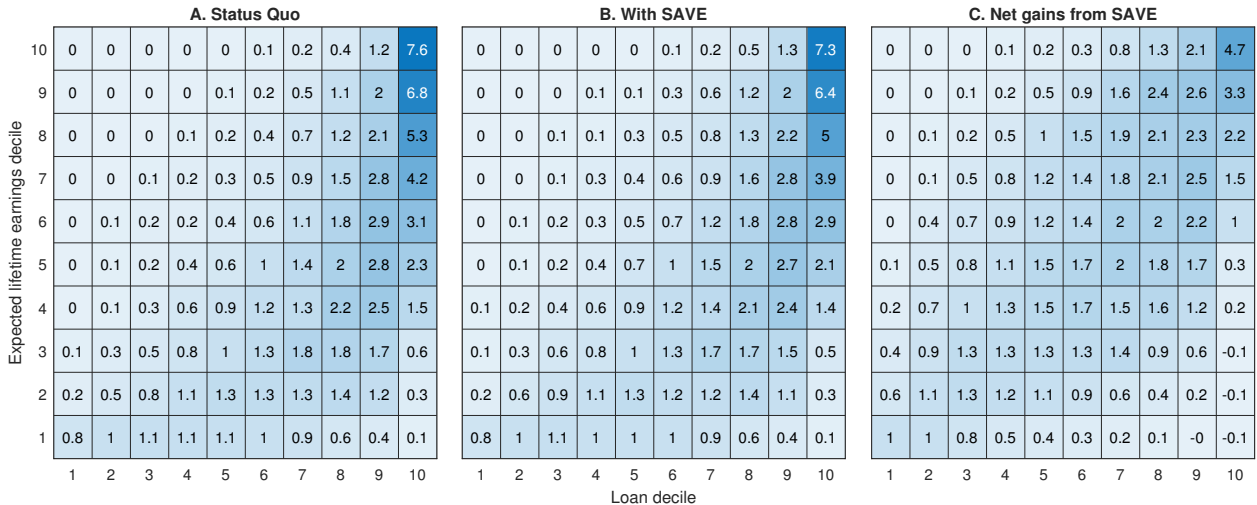 A. Status Quo B. With SAVE C. Net gains from SAVE
Expected lifetime earnings decile
10 0 0 0 0 0 0.1 0.2 0.4 1.2 7.6 0 0 0 0 0 0.1 0.2 0.5 1.3 7.3 0 0 0 0.1 0.2 0.3 0.8 1.3 2.1 4.7
9 0 0 0 0 0.1 0.2 0.5 1.1 2 6.8 0 0 0 0.1 0.1 0.3 0.6 1.2 2 6.4 0 0 0.1 0.2 0.5 0.9 1.6 2.4 2.6 3.3
8 0 0 0 0.1 0.2 0.4 0.7 1.2 2.1 5.3 0 0 0.1 0.1 0.3 0.5 0.8 1.3 2.2 5 0 0.1 0.2 0.5 1 1.5 1.9 2.1 2.3 2.2
7 0 0 0.1 0.2 0.3 0.5 0.9 1.5 2.8 4.2 0 0 0.1 0.3 0.4 0.6 0.9 1.6 2.8 3.9 0 0.1 0.5 0.8 1.2 1.4 1.8 2.1 2.5 1.5
6 0 0.1 0.2 0.2 0.4 0.6 1.1 1.8 2.9 3.1 0 0.1 0.2 0.3 0.5 0.7 1.2 1.8 2.8 2.9 0 0.4 0.7 0.9 1.2 1.4 2 2 2.2 1
5 0 0.1 0.2 0.4 0.6 1 1.4 2 2.8 2.3 0 0.1 0.2 0.4 0.7 1 1.5 2 2.7 2.1 0.1 0.5 0.8 1.1 1.5 1.7 2 1.8 1.7 0.3
4 0 0.1 0.3 0.6 0.9 1.2 1.3 2.2 2.5 1.5 0.1 0.2 0.4 0.6 0.9 1.2 1.4 2.1 2.4 1.4 0.2 0.7 1 1.3 1.5 1.7 1.5 1.6 1.2 0.2
3 0.1 0.3 0.5 0.8 1 1.3 1.8 1.8 1.7 0.6 0.1 0.3 0.6 0.8 1 1.3 1.7 1.7 1.5 0.5 0.4 0.9 1.3 1.3 1.3 1.3 1.4 0.9 0.6 -0.1
2 0.2 0.5 0.8 1.1 1.3 1.3 1.3 1.4 1.2 0.3 0.2 0.6 0.9 1.1 1.3 1.2 1.2 1.4 1.1 0.3 0.6 1.1 1.3 1.2 1.1 0.9 0.6 0.4 0.2 -0.1
1 0.8 1 1.1 1.1 1.1 1 0.9 0.6 0.4 0.1 0.8 1 1.1 1 1 1 0.9 0.6 0.4 0.1 1 1 0.8 0.5 0.4 0.3 0.2 0.1 -0 -0.1
1 2 3 4 5 6 7 8 9 10 1 2 3 4 5 6 7 8 9 10 1 2 3 4 5 6 7 8 9 10
Loan decile